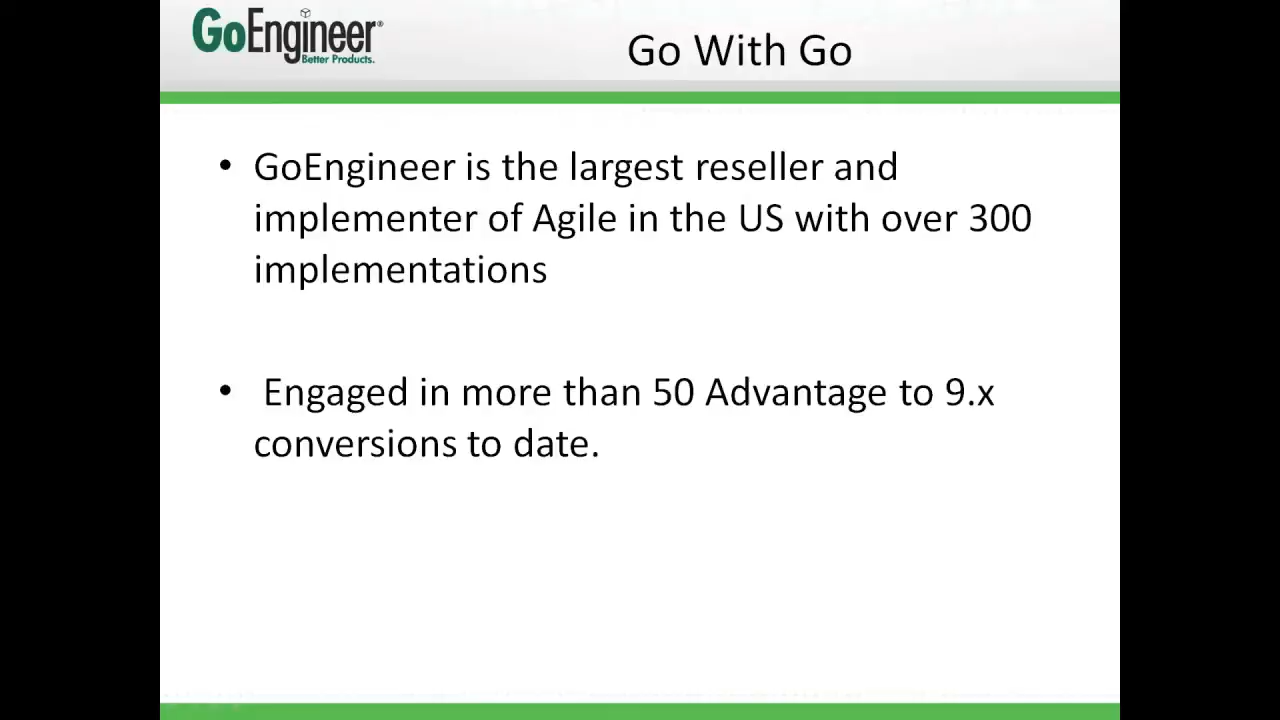 GoEngineer®
Better Products.
Go With Go
• GoEngineer is the largest reseller and
implementer of Agile in the US with over 300
implementations
• Engaged in more than 50 Advantage to 9.x
conversions to date.